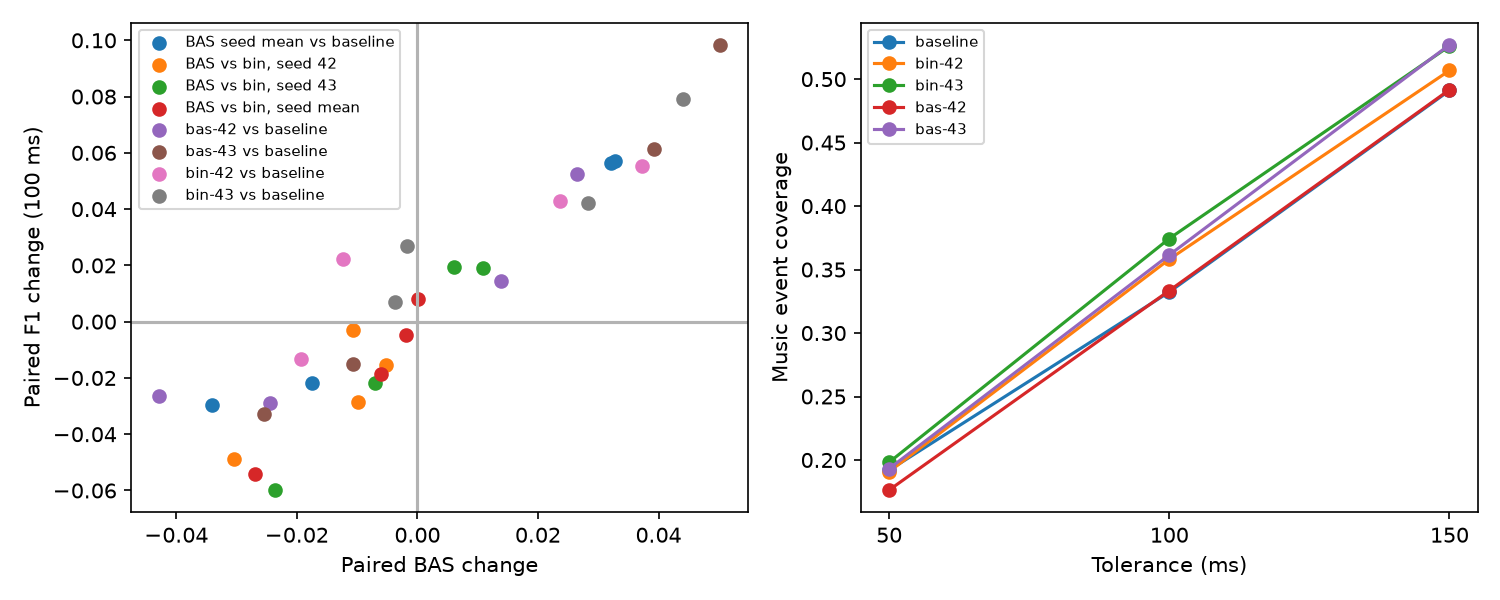 BAS seed mean vs baseline
BAS vs bin, seed 42
BAS vs bin, seed 43
BAS vs bin, seed mean
bas-42 vs baseline
bas-43 vs baseline
bin-42 vs baseline
bin-43 vs baseline
0.10
0.08
0.06
0.04
0.02
0.00
−0.02
−0.04
−0.06
Paired F1 change (100 ms)
−0.04
−0.02
0.00
0.02
0.04
Paired BAS change
baseline
bin-42
bin-43
bas-42
bas-43
0.50
0.45
0.40
0.35
0.30
0.25
0.20
Music event coverage
50
100
150
Tolerance (ms)